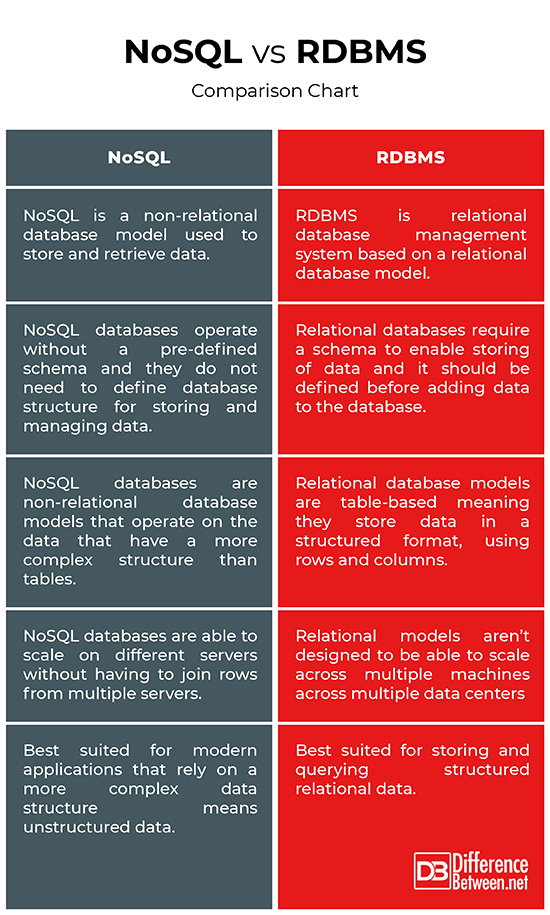 NoSQL vs RDBMS
Comparison Chart
NoSQL
RDBMS
NoSQL is a non-relational
database model used to
store and retrieve data.
RDBMS is relational
database management
system based on a relational
database model.
NoSQL databases operate
without a pre-defined
schema and they do not
need to define database
structure for storing and
managing data.
Relational databases require
a schema to enable storing
of data and it should be
defined before adding data
to the database.
NoSQL databases are
non-relational database
models that operate on the
data that have a more
complex structure than
tables.
Relational database models
are table-based meaning
they store data in a
structured format, using
rows and columns.
NoSQL databases are able to
scale on different servers
without having to join rows
from multiple servers.
Relational models aren’t
designed to be able to scale
across multiple machines
across multiple data centers
Best suited for modern
applications that rely on a
more complex data
structure means
unstructured data.
Best suited for storing and
querying structured
relational data.
DB Difference
Between.net